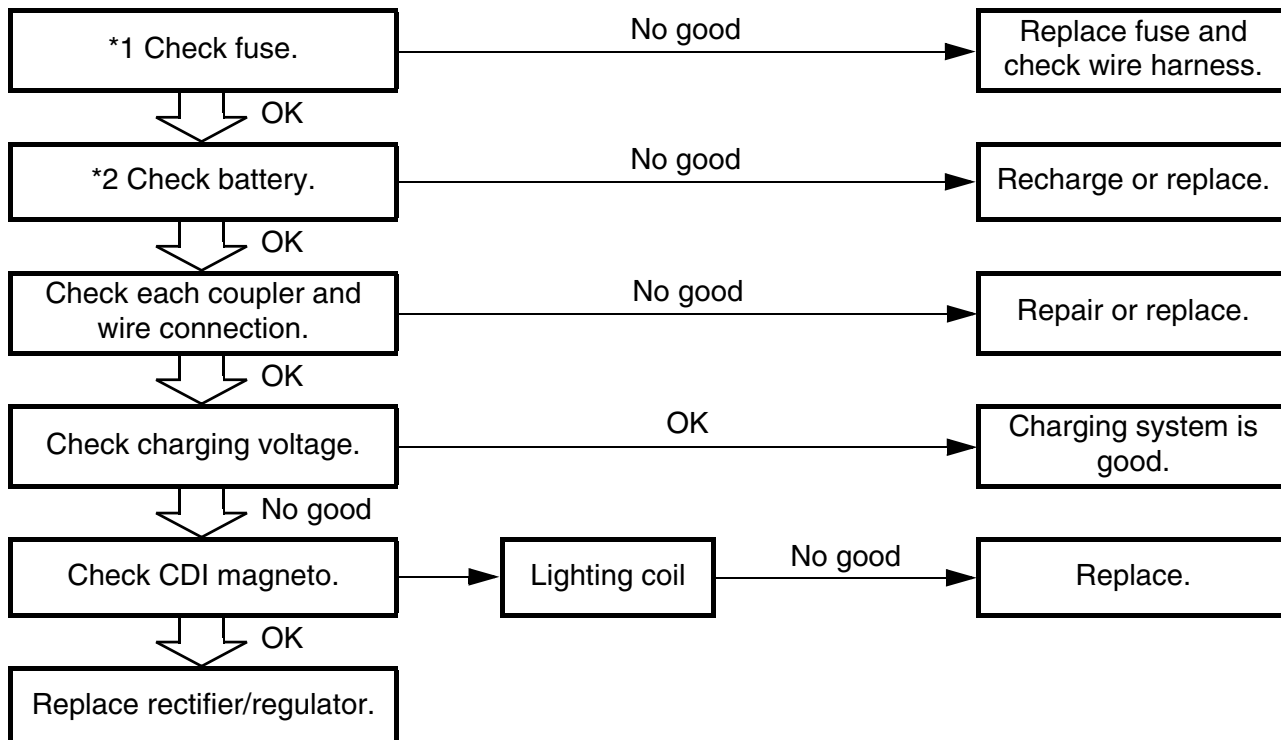 *1 Check fuse.
No good
Replace fuse and
check wire harness.
OK
*2 Check battery.
No good
Recharge or replace.
OK
Check each coupler and
wire connection.
No good
Repair or replace.
OK
Check charging voltage.
OK
Charging system is
good.
No good
Check CDI magneto.
Lighting coil
No good
Replace.
OK
Replace rectifier/regulator.